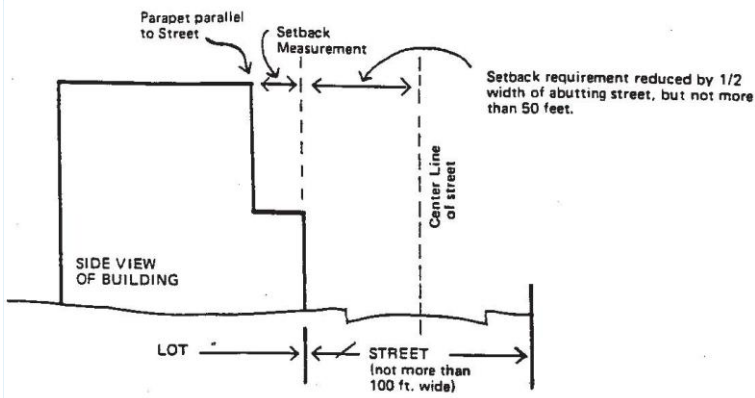 Parapet parallel
to Street
Setback
Measurement
Setback requirement reduced by 1/2
width of abutting street, but not more
than 50 feet.
Center Line
of street
SIDE VIEW
OF BUILDING
LOT
STREET
(not more than
100 ft. wide)